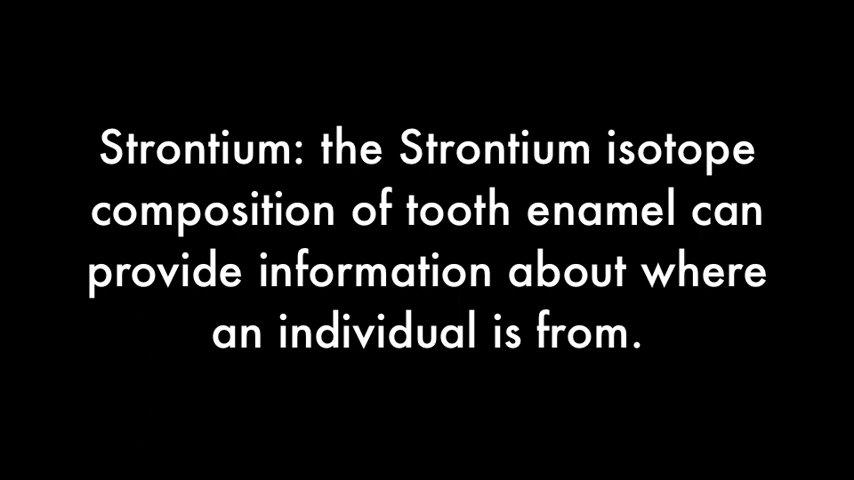 Strontium: the Strontium isotope
composition of tooth enamel can
provide information about where
an individual is from.